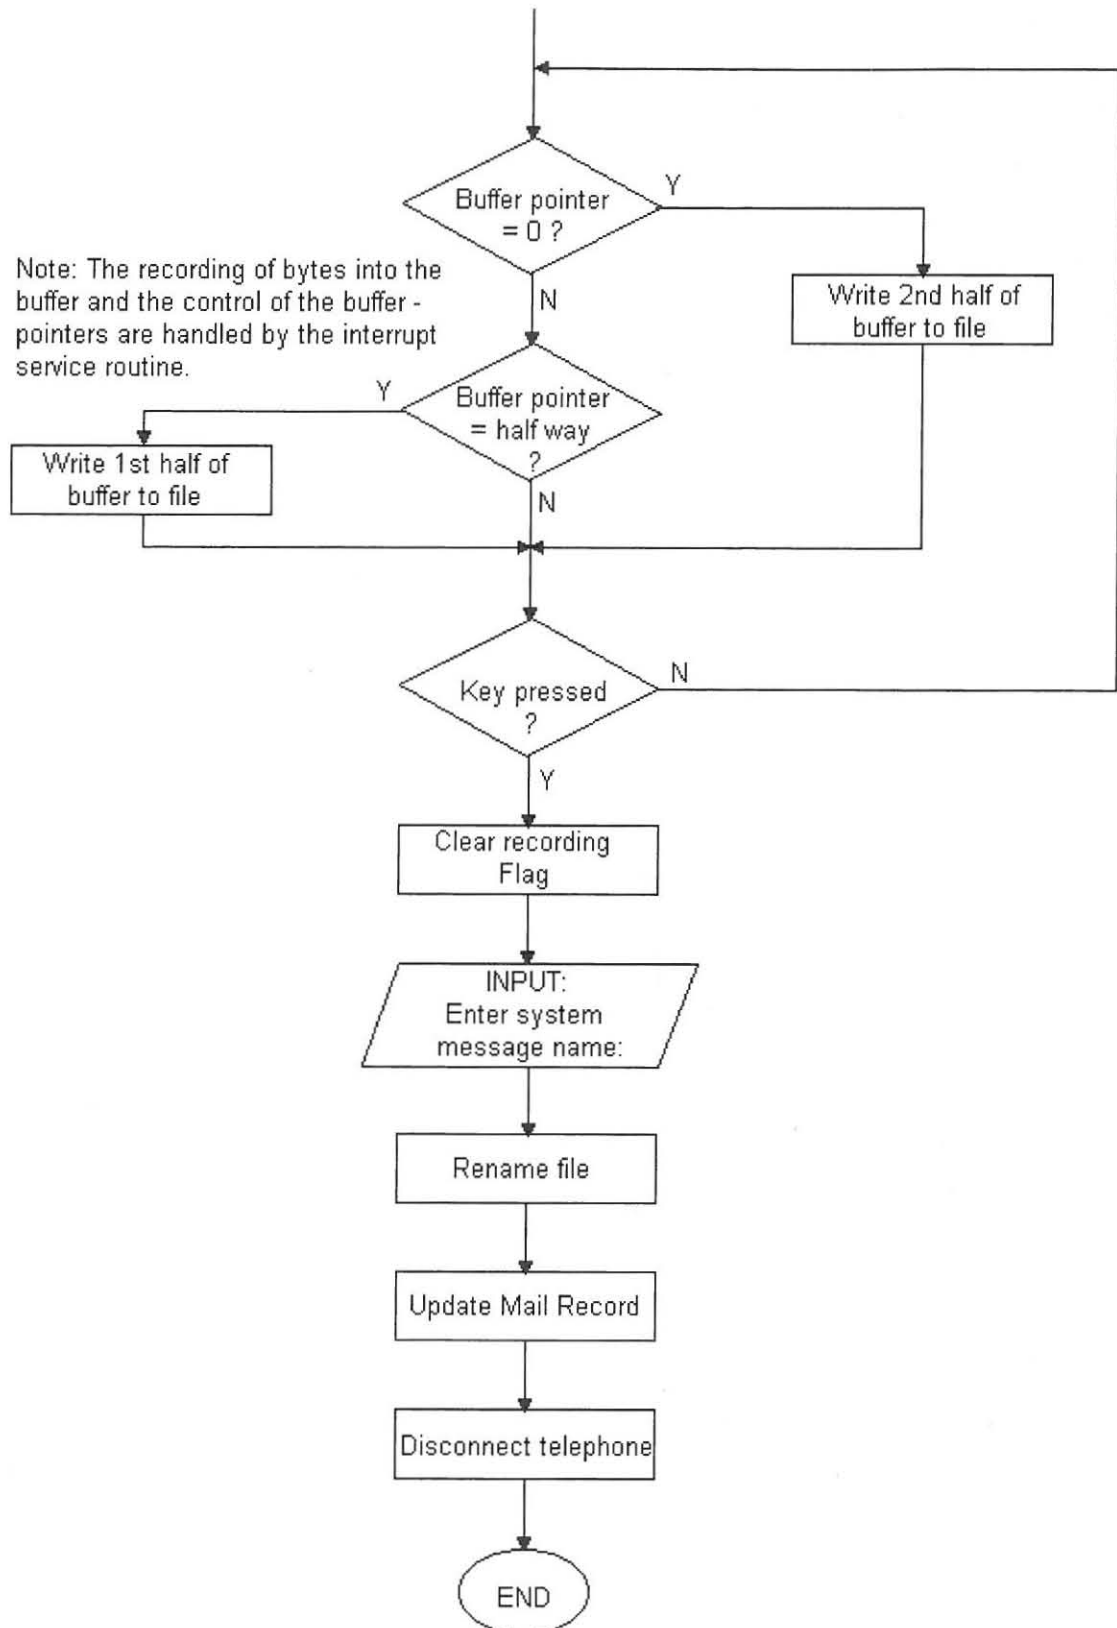 Buffer pointer
= 0 ?
Y
Note: The recording of bytes into the
buffer and the control of the buffer -
pointers are handled by the interrupt
service routine.
N
Write 2nd half of
buffer to file
Y
Buffer pointer
= half way
?
Write 1st half of
buffer to file
N
Key pressed
?
N
Y
Clear recording
Flag
INPUT:
Enter system
message name:
Rename file
Update Mail Record
Disconnect telephone
END